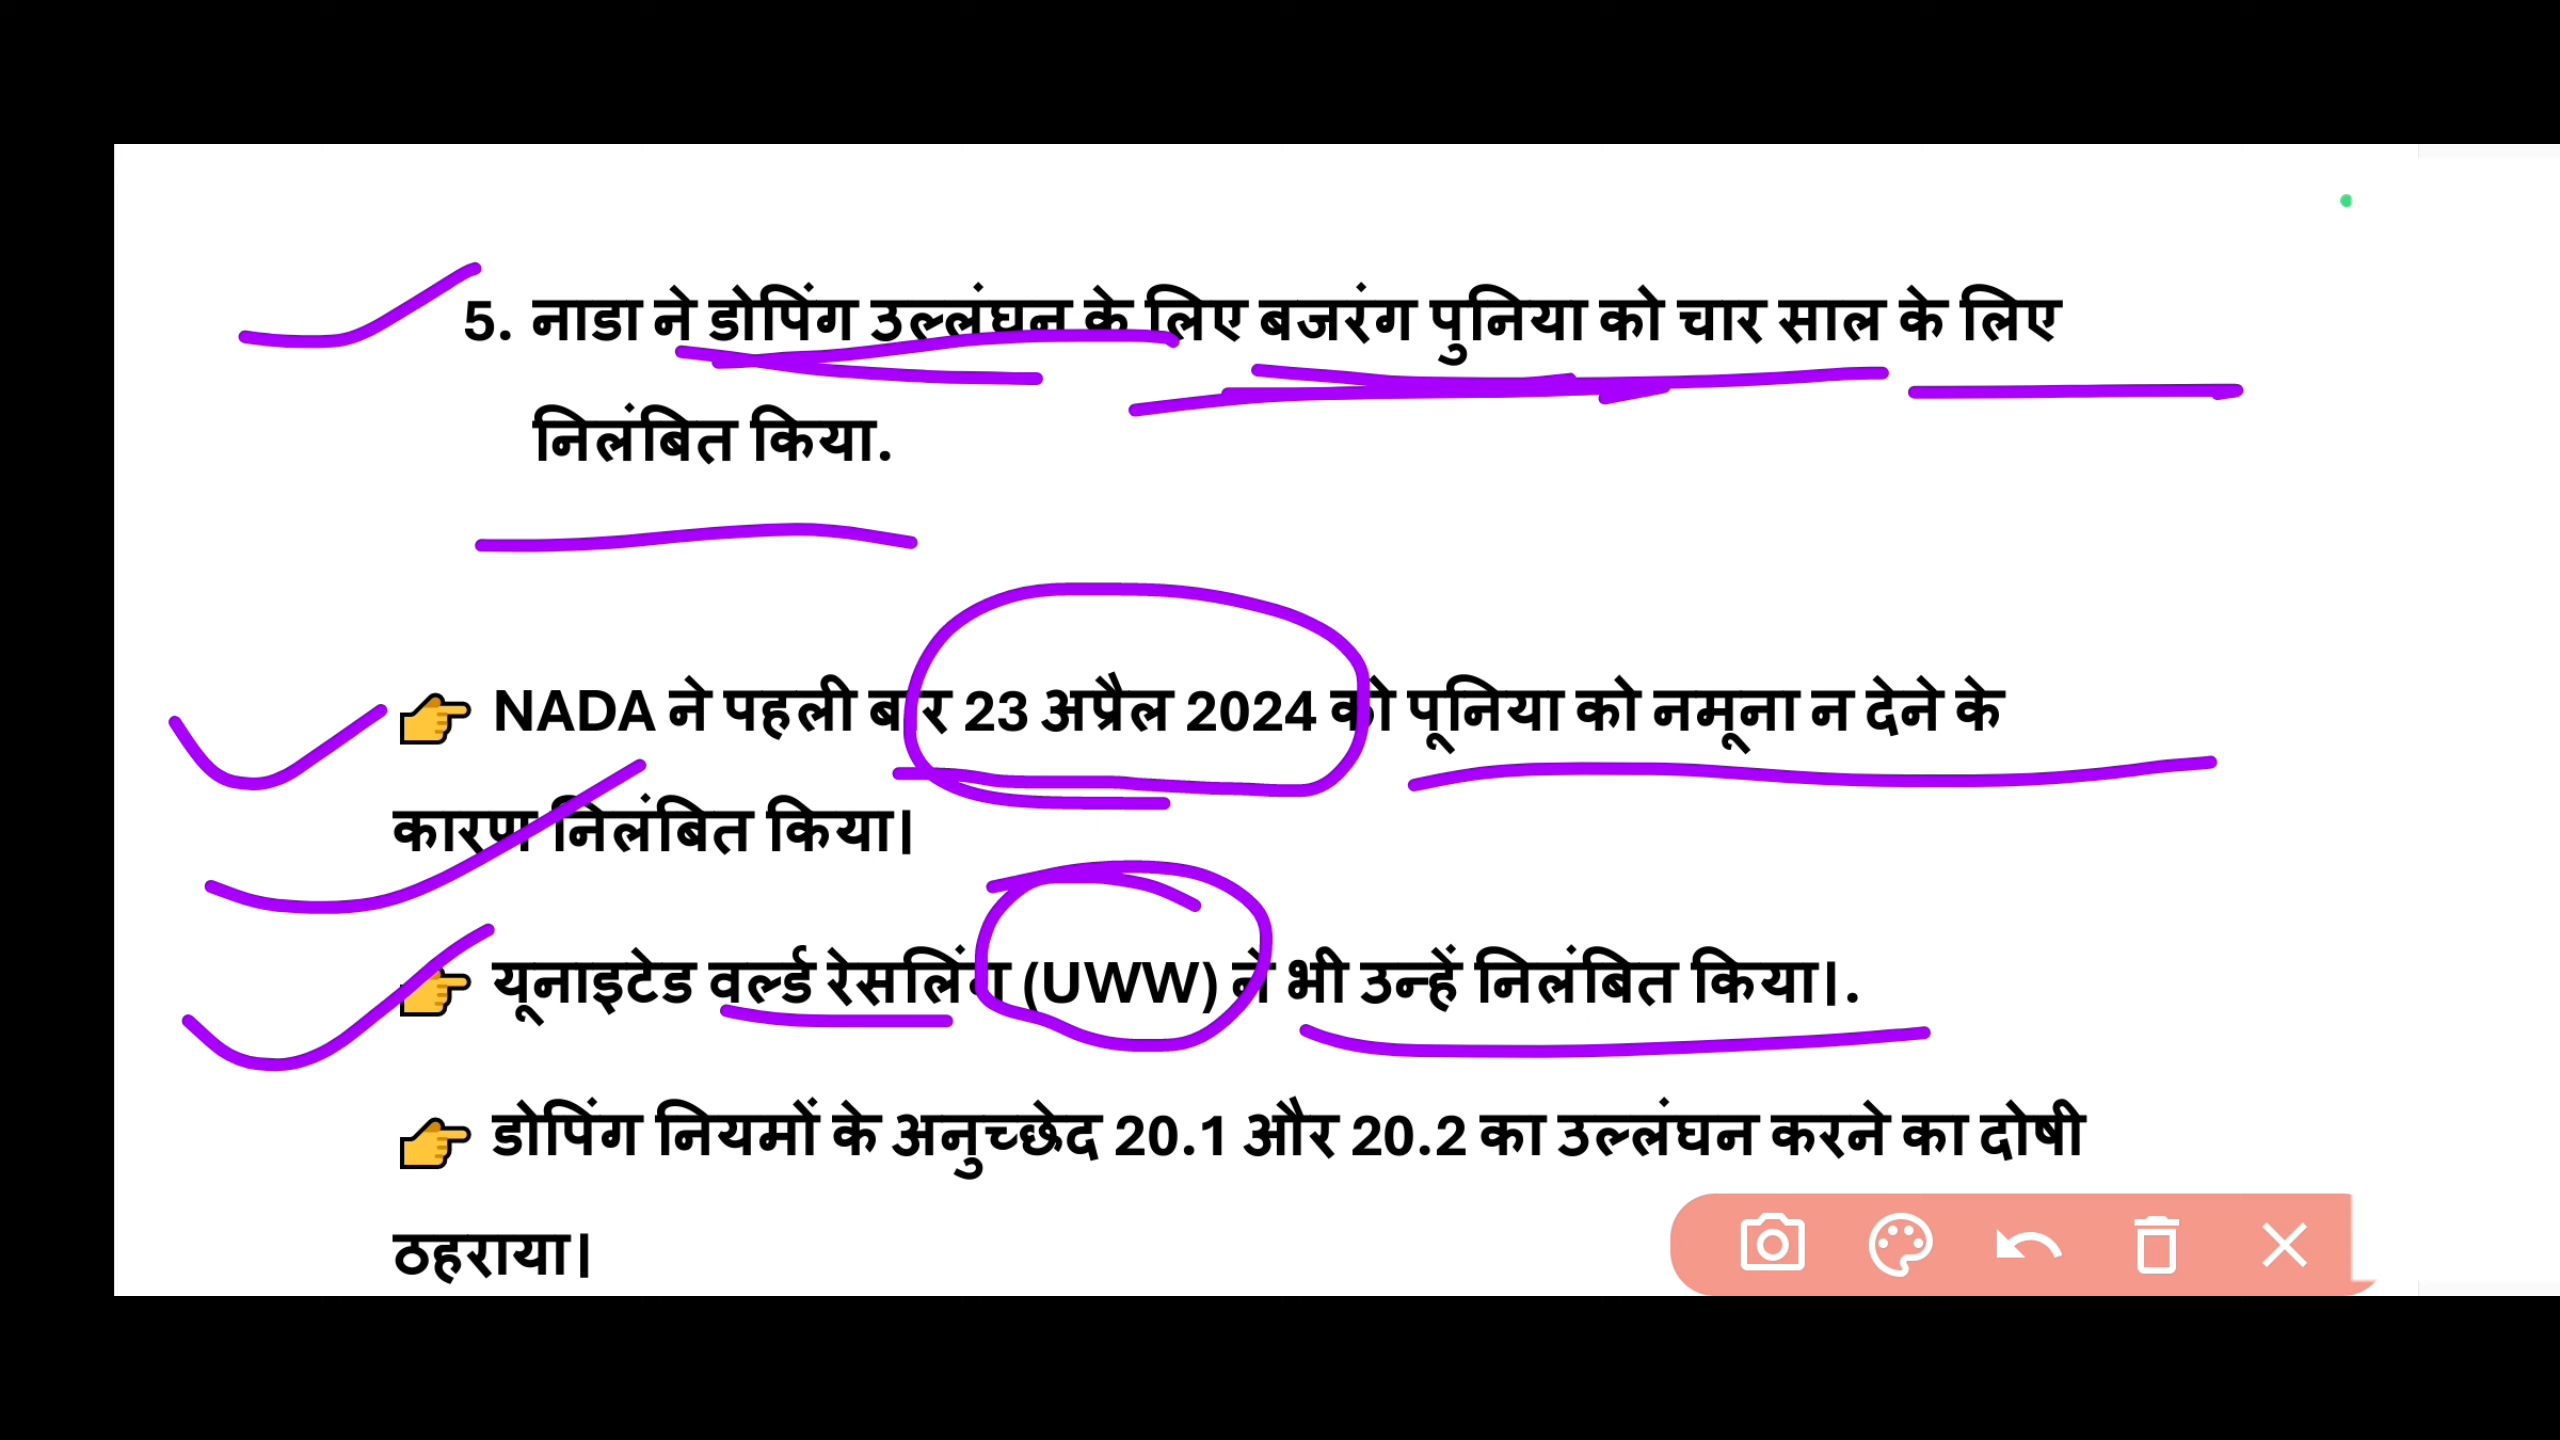 5. नाडा ने डोपिंग उल्लंघन के लिए बजरंग पुनिया को चार साल के लिए
निलंबित किया.
👉 NADA ने पहली बार 23 अप्रैल 2024 को पूनिया को नमूना न देने के
कारण निलंबित किया।
👉 यूनाइटेड वर्ल्ड रेसलिंग (UWW) ने भी उन्हें निलंबित किया।.
👉 डोपिंग नियमों के अनुच्छेद 20.1 और 20.2 का उल्लंघन करने का दोषी
ठहराया।